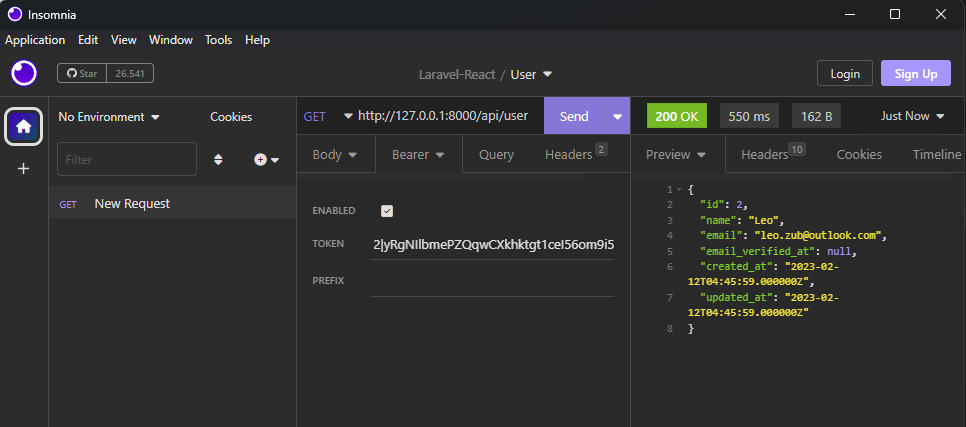 Insomnia
Application Edit View Window Tools Help
Star 26.541
Laravel-React / User
Login Sign Up
No Environment
Cookies
Filter
GET New Request
GET http://127.0.0.1:8000/api/user Send
Body Bearer Query Headers 2
ENABLED
TOKEN 2|yRgNIlbmePZQqwCXkhktgt1ceI56om9i5
PREFIX
200 OK 550 ms 162 B Just Now
Preview Headers 10 Cookies Timeline
1 {
2 "id": 2,
3 "name": "Leo",
4 "email": "leo.zub@outlook.com",
5 "email_verified_at": null,
6 "created_at": "2023-02-
12T04:45:59.000000Z",
7 "updated_at": "2023-02-
12T04:45:59.000000Z"
8 }